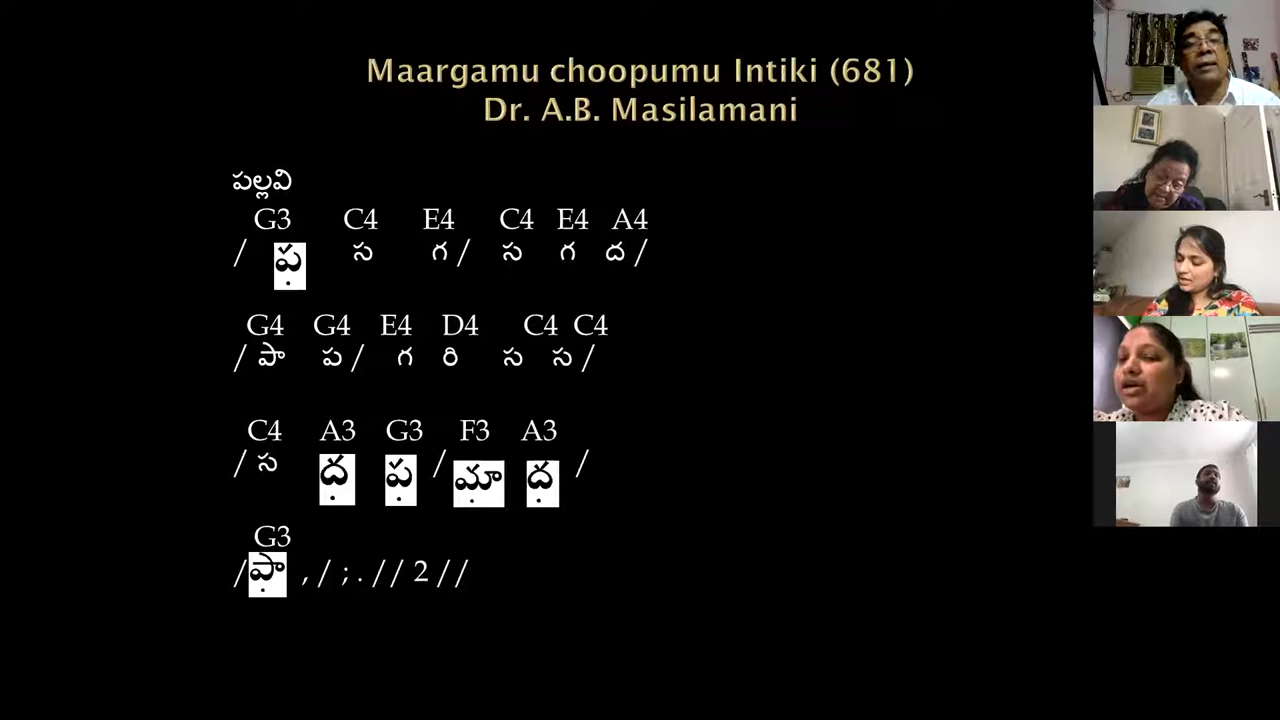 Maargamu choopumu Intiki (681)
Dr. A.B. Masilamani
పల్లవి
G3 C4 E4 C4 E4 A4
/ ప̣ స గ / స గ ద /
G4 G4 E4 D4 C4 C4
/ పా ప / గ రి స స /
C4 A3 G3 F3 A3
/ స ద̣ ప̣ / మా̣ ద̣ /
G3
/ పా̣ , / ; . // 2 //